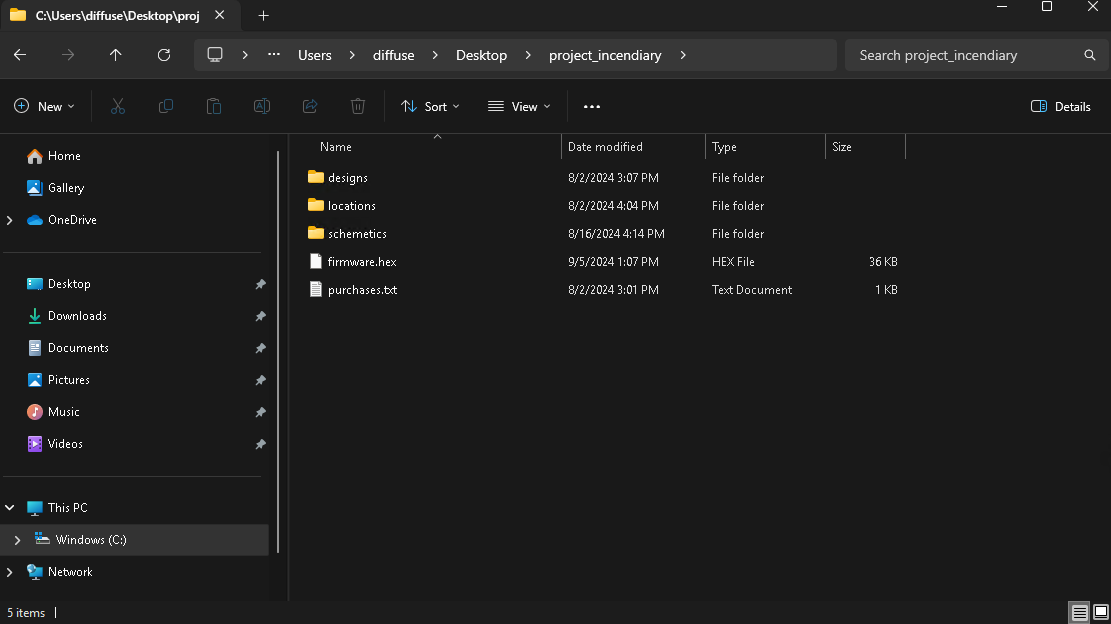 C:\Users\diffuse\Desktop\proj
Users diffuse Desktop project_incendiary
Search project_incendiary
New Sort View Details
Home
Gallery
OneDrive
Desktop
Downloads
Documents
Pictures
Music
Videos
This PC
Windows (C:)
Network
Name Date modified Type Size
designs 8/2/2024 3:07 PM File folder
locations 8/2/2024 4:04 PM File folder
schemetics 8/16/2024 4:14 PM File folder
firmware.hex 9/5/2024 1:07 PM HEX File 36 KB
purchases.txt 8/2/2024 3:01 PM Text Document 1 KB
5 items